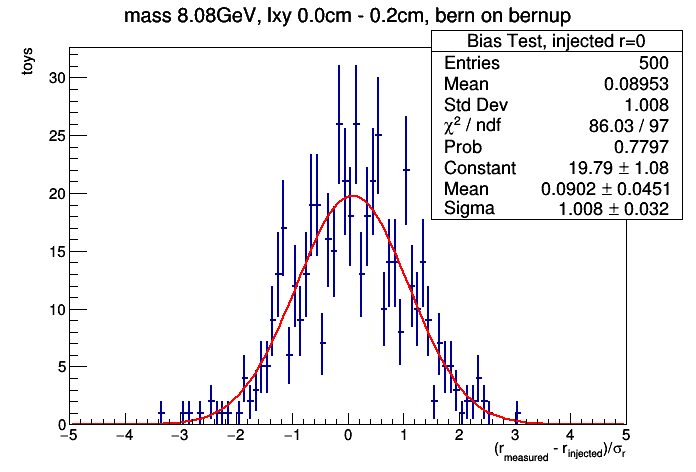 mass 8.08GeV, lxy 0.0cm - 0.2cm, bern on bernup
Bias Test, injected r=0
Entries 500
Mean 0.08953
Std Dev 1.008
χ² / ndf 86.03 / 97
Prob 0.7797
Constant 19.79 ± 1.08
Mean 0.0902 ± 0.0451
Sigma 1.008 ± 0.032
toys
30
25
20
15
10
5
0
−5 −4 −3 −2 −1 0 1 2 3 4 5
(r_measured - r_injected)/σ_r